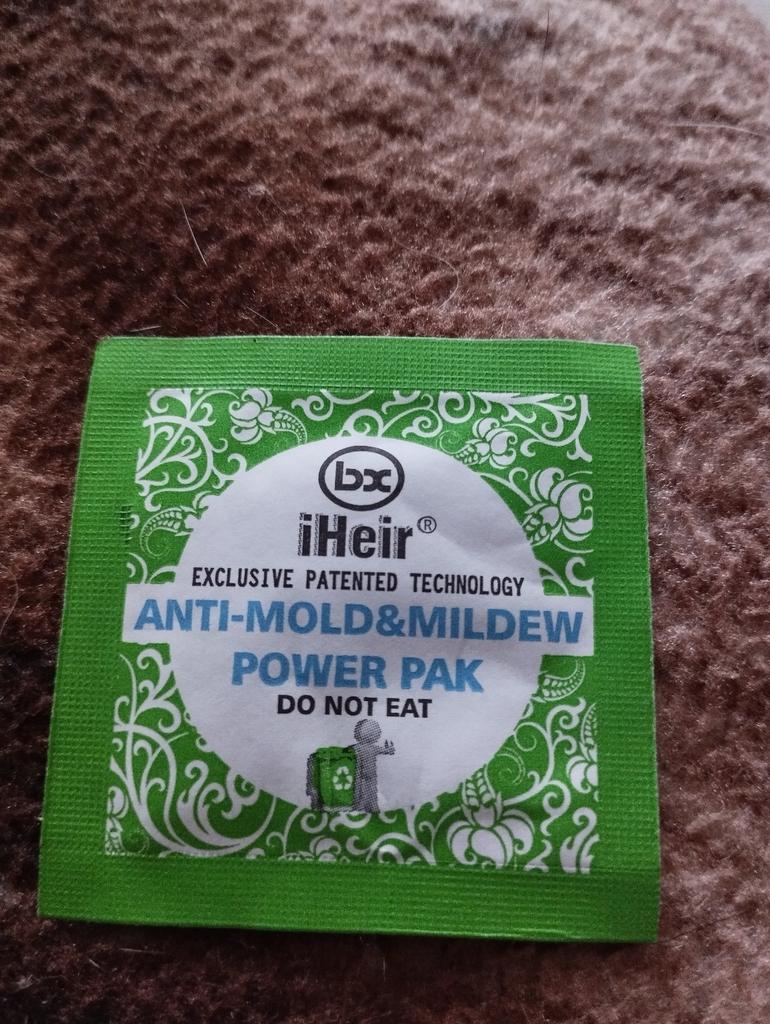 bx
iHeir®
EXCLUSIVE PATENTED TECHNOLOGY
ANTI-MOLD&MILDEW
POWER PAK
DO NOT EAT